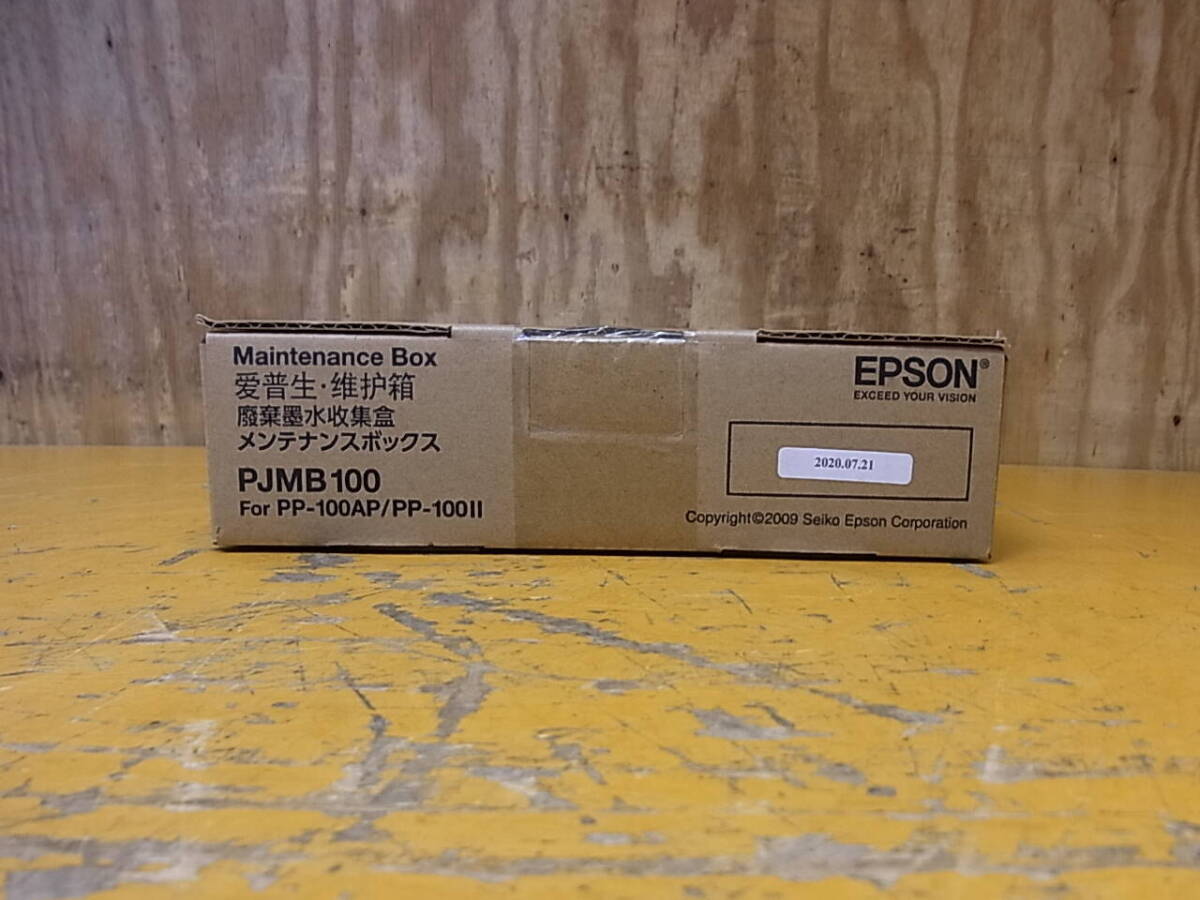 Maintenance Box
爱普生·维护箱
廢棄墨水收集盒
メンテナンスボックス
PJMB100
For PP-100AP/PP-100II
EPSON®
EXCEED YOUR VISION
2020.07.21
Copyright©2009 Seiko Epson Corporation